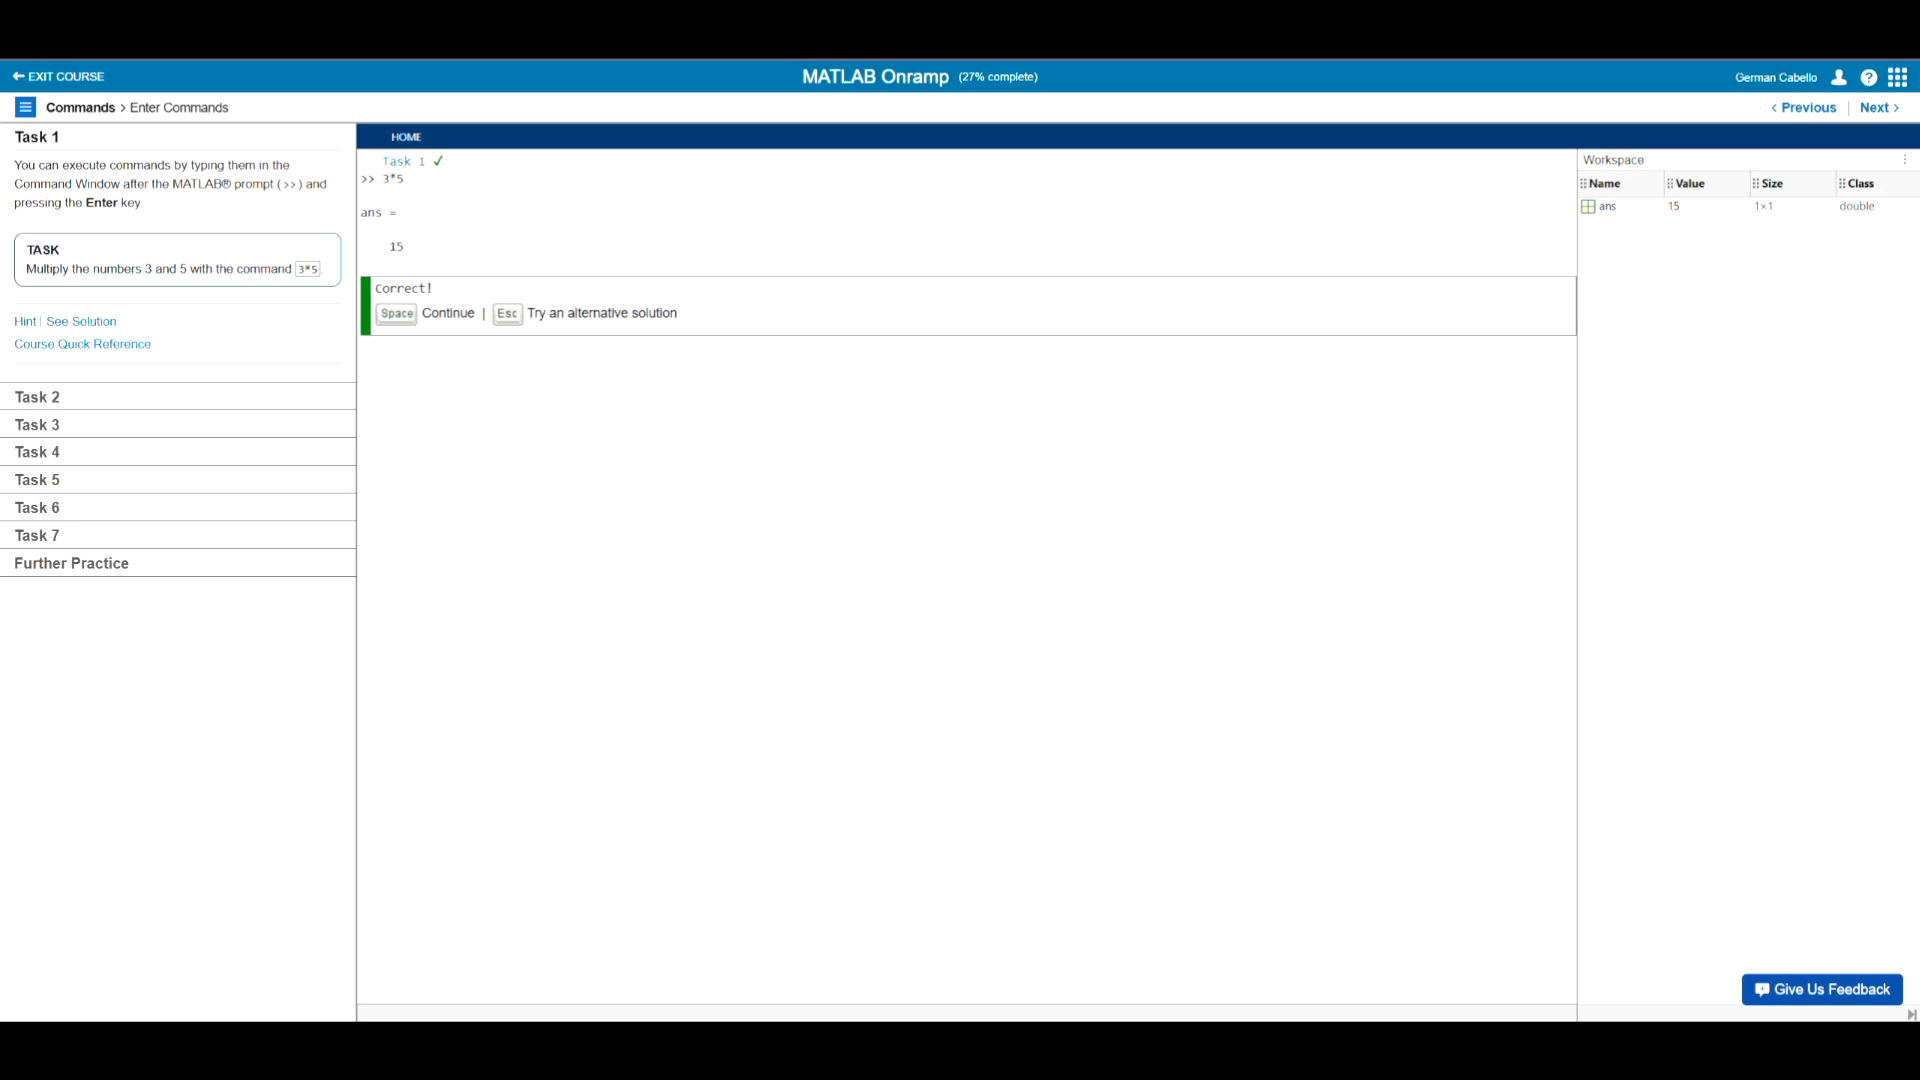 EXIT COURSE
MATLAB Onramp (27% complete)
German Cabello
Commands > Enter Commands
< Previous | Next >
Task 1
You can execute commands by typing them in the
Command Window after the MATLAB® prompt (>>) and
pressing the Enter key
TASK
Multiply the numbers 3 and 5 with the command 3*5.
Hint | See Solution
Course Quick Reference
Task 2
Task 3
Task 4
Task 5
Task 6
Task 7
Further Practice
HOME
Task 1 ✓
>> 3*5
ans =
15
Correct!
Space Continue | Esc Try an alternative solution
Workspace
Name Value Size Class
ans 15 1×1 double
Give Us Feedback